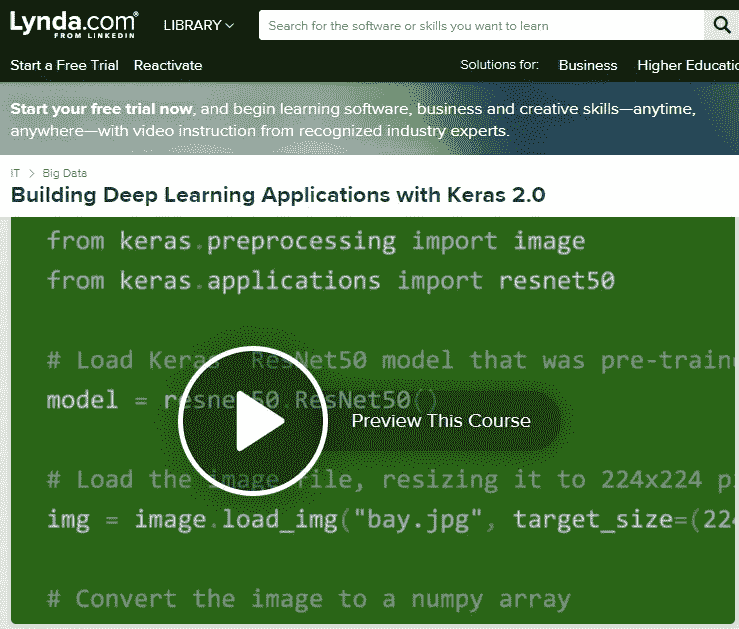 Lynda.com®
FROM LINKEDIN
LIBRARY
Search for the software or skills you want to learn
Start a Free Trial Reactivate
Solutions for: Business Higher Educatio
Start your free trial now, and begin learning software, business and creative skills—anytime,
anywhere—with video instruction from recognized industry experts.
IT > Big Data
Building Deep Learning Applications with Keras 2.0
from keras.preprocessing import image
from keras.applications import resnet50
# Load Keras' ResNet50 model that was pre-traine
model = resnet50.ResNet50()
Preview This Course
# Load the image file, resizing it to 224x224 p
img = image.load_img("bay.jpg", target_size=(224
# Convert the image to a numpy array